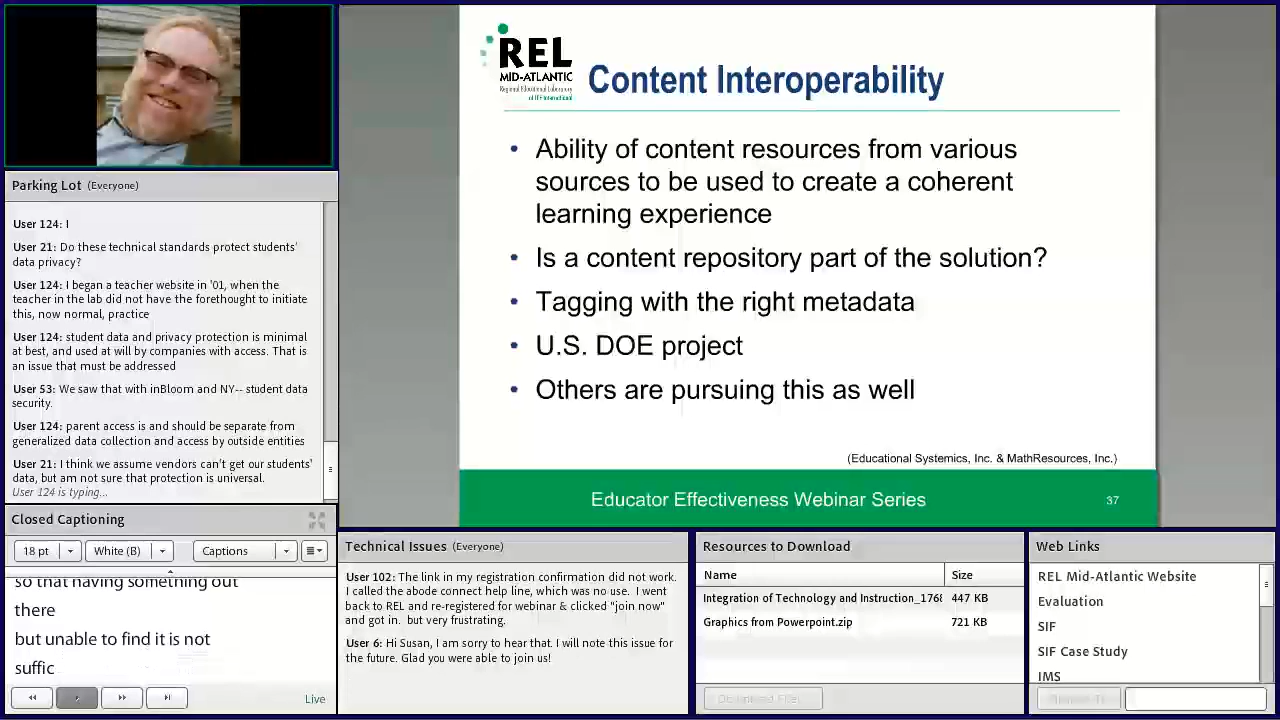 REL
MID-ATLANTIC
Regional Educational Laboratory
At ICF International
Content Interoperability
• Ability of content resources from various
sources to be used to create a coherent
learning experience
• Is a content repository part of the solution?
• Tagging with the right metadata
• U.S. DOE project
• Others are pursuing this as well
(Educational Systemics, Inc. & MathResources, Inc.)
Educator Effectiveness Webinar Series
37
Parking Lot (Everyone)
User 124: I
User 21: Do these technical standards protect students'
data privacy?
User 124: I began a teacher website in '01, when the
teacher in the lab did not have the forethought to initiate
this, now normal, practice
User 124: student data and privacy protection is minimal
at best, and used at will by companies with access. That is
an issue that must be addressed
User 53: We saw that with inBloom and NY-- student data
security.
User 124: parent access is and should be separate from
generalized data collection and access by outside entities
User 21: I think we assume vendors can't get our students'
data, but am not sure that protection is universal.
User 124 is typing...
Closed Captioning
18 pt
White (B)
Captions
so that having something out
there
but unable to find it is not
suffic
Live
Technical Issues (Everyone)
User 102: The link in my registration confirmation did not work.
I called the abode connect help line, which was no use. I went
back to REL and re-registered for webinar & clicked "join now"
and got in. but very frustrating.
User 6: Hi Susan, I am sorry to hear that. I will note this issue for
the future. Glad you were able to join us!
Resources to Download
Name Size
Integration of Technology and Instruction_176 447 KB
Graphics from Powerpoint.zip 721 KB
Web Links
REL Mid-Atlantic Website
Evaluation
SIF
SIF Case Study
IMS